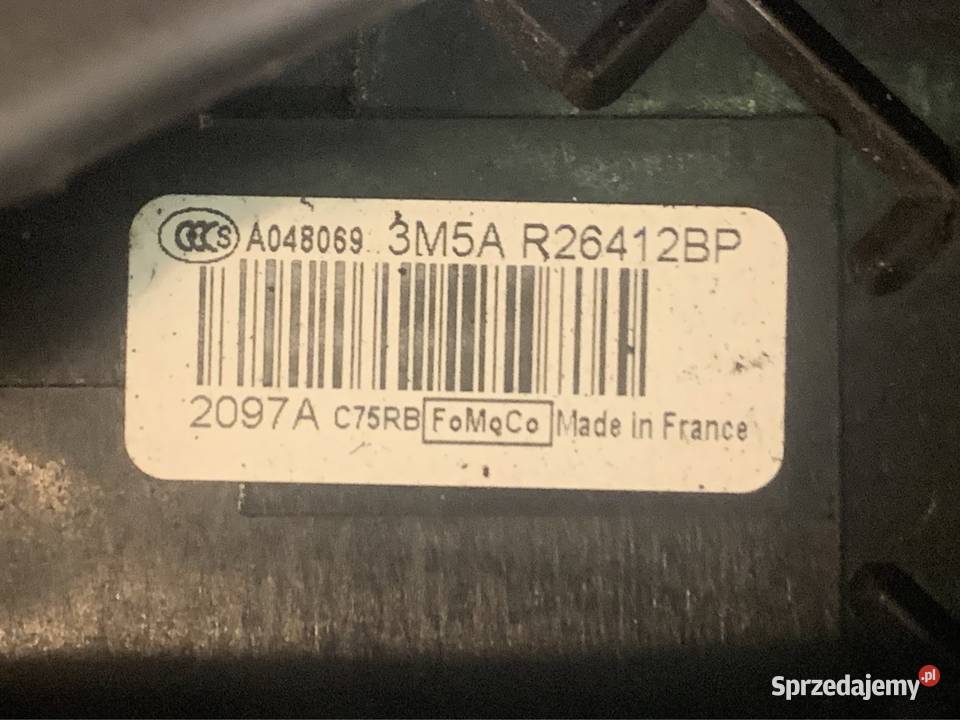 CCC S A048069 3M5A R26412BP
2097A C75RB FoMoCo Made in France
Sprzedajemy.pl